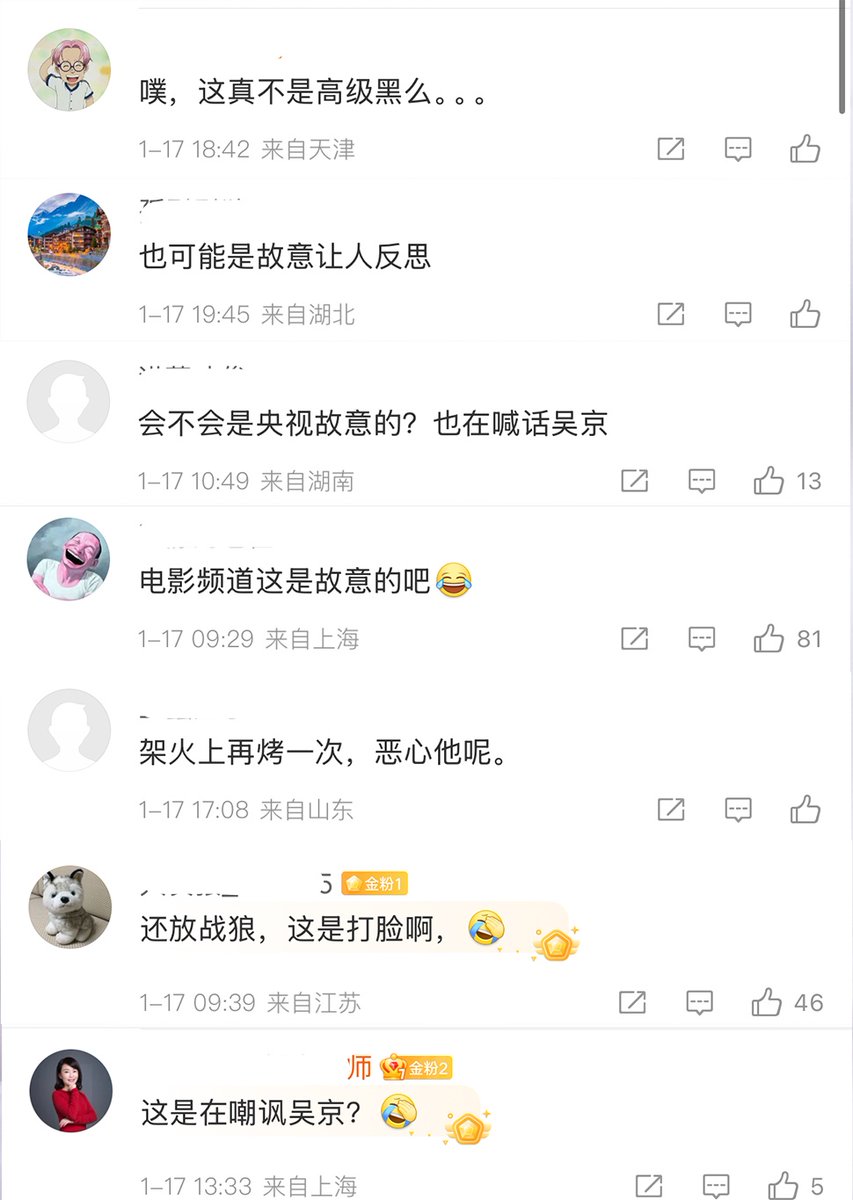 噗，这真不是高级黑么。。。
1-17 18:42 来自天津
也可能是故意让人反思
1-17 19:45 来自湖北
会不会是央视故意的？也在喊话吴京
1-17 10:49 来自湖南
13
电影频道这是故意的吧😂
1-17 09:29 来自上海
81
架火上再烤一次，恶心他呢。
1-17 17:08 来自山东
金粉1
还放战狼，这是打脸啊，
1-17 09:39 来自江苏
46
师
金粉2
这是在嘲讽吴京？
1-17 13:33 来自上海
5